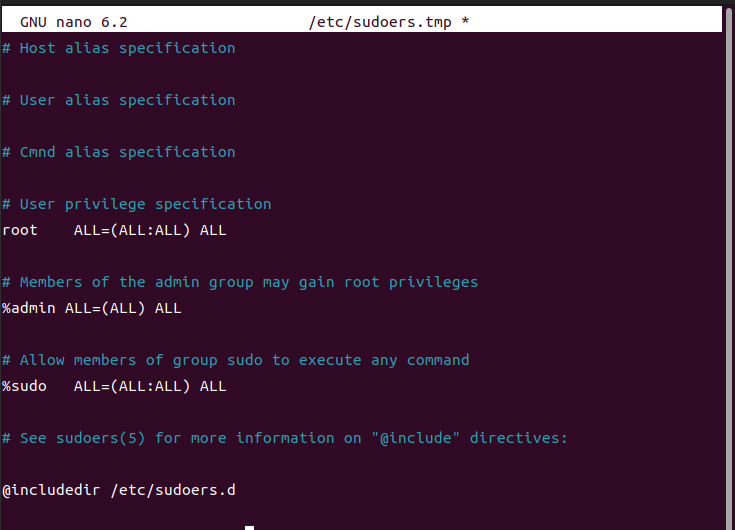 GNU nano 6.2 /etc/sudoers.tmp *
# Host alias specification
# User alias specification
# Cmnd alias specification
# User privilege specification
root ALL=(ALL:ALL) ALL
# Members of the admin group may gain root privileges
%admin ALL=(ALL) ALL
# Allow members of group sudo to execute any command
%sudo ALL=(ALL:ALL) ALL
# See sudoers(5) for more information on "@include" directives:
@includedir /etc/sudoers.d